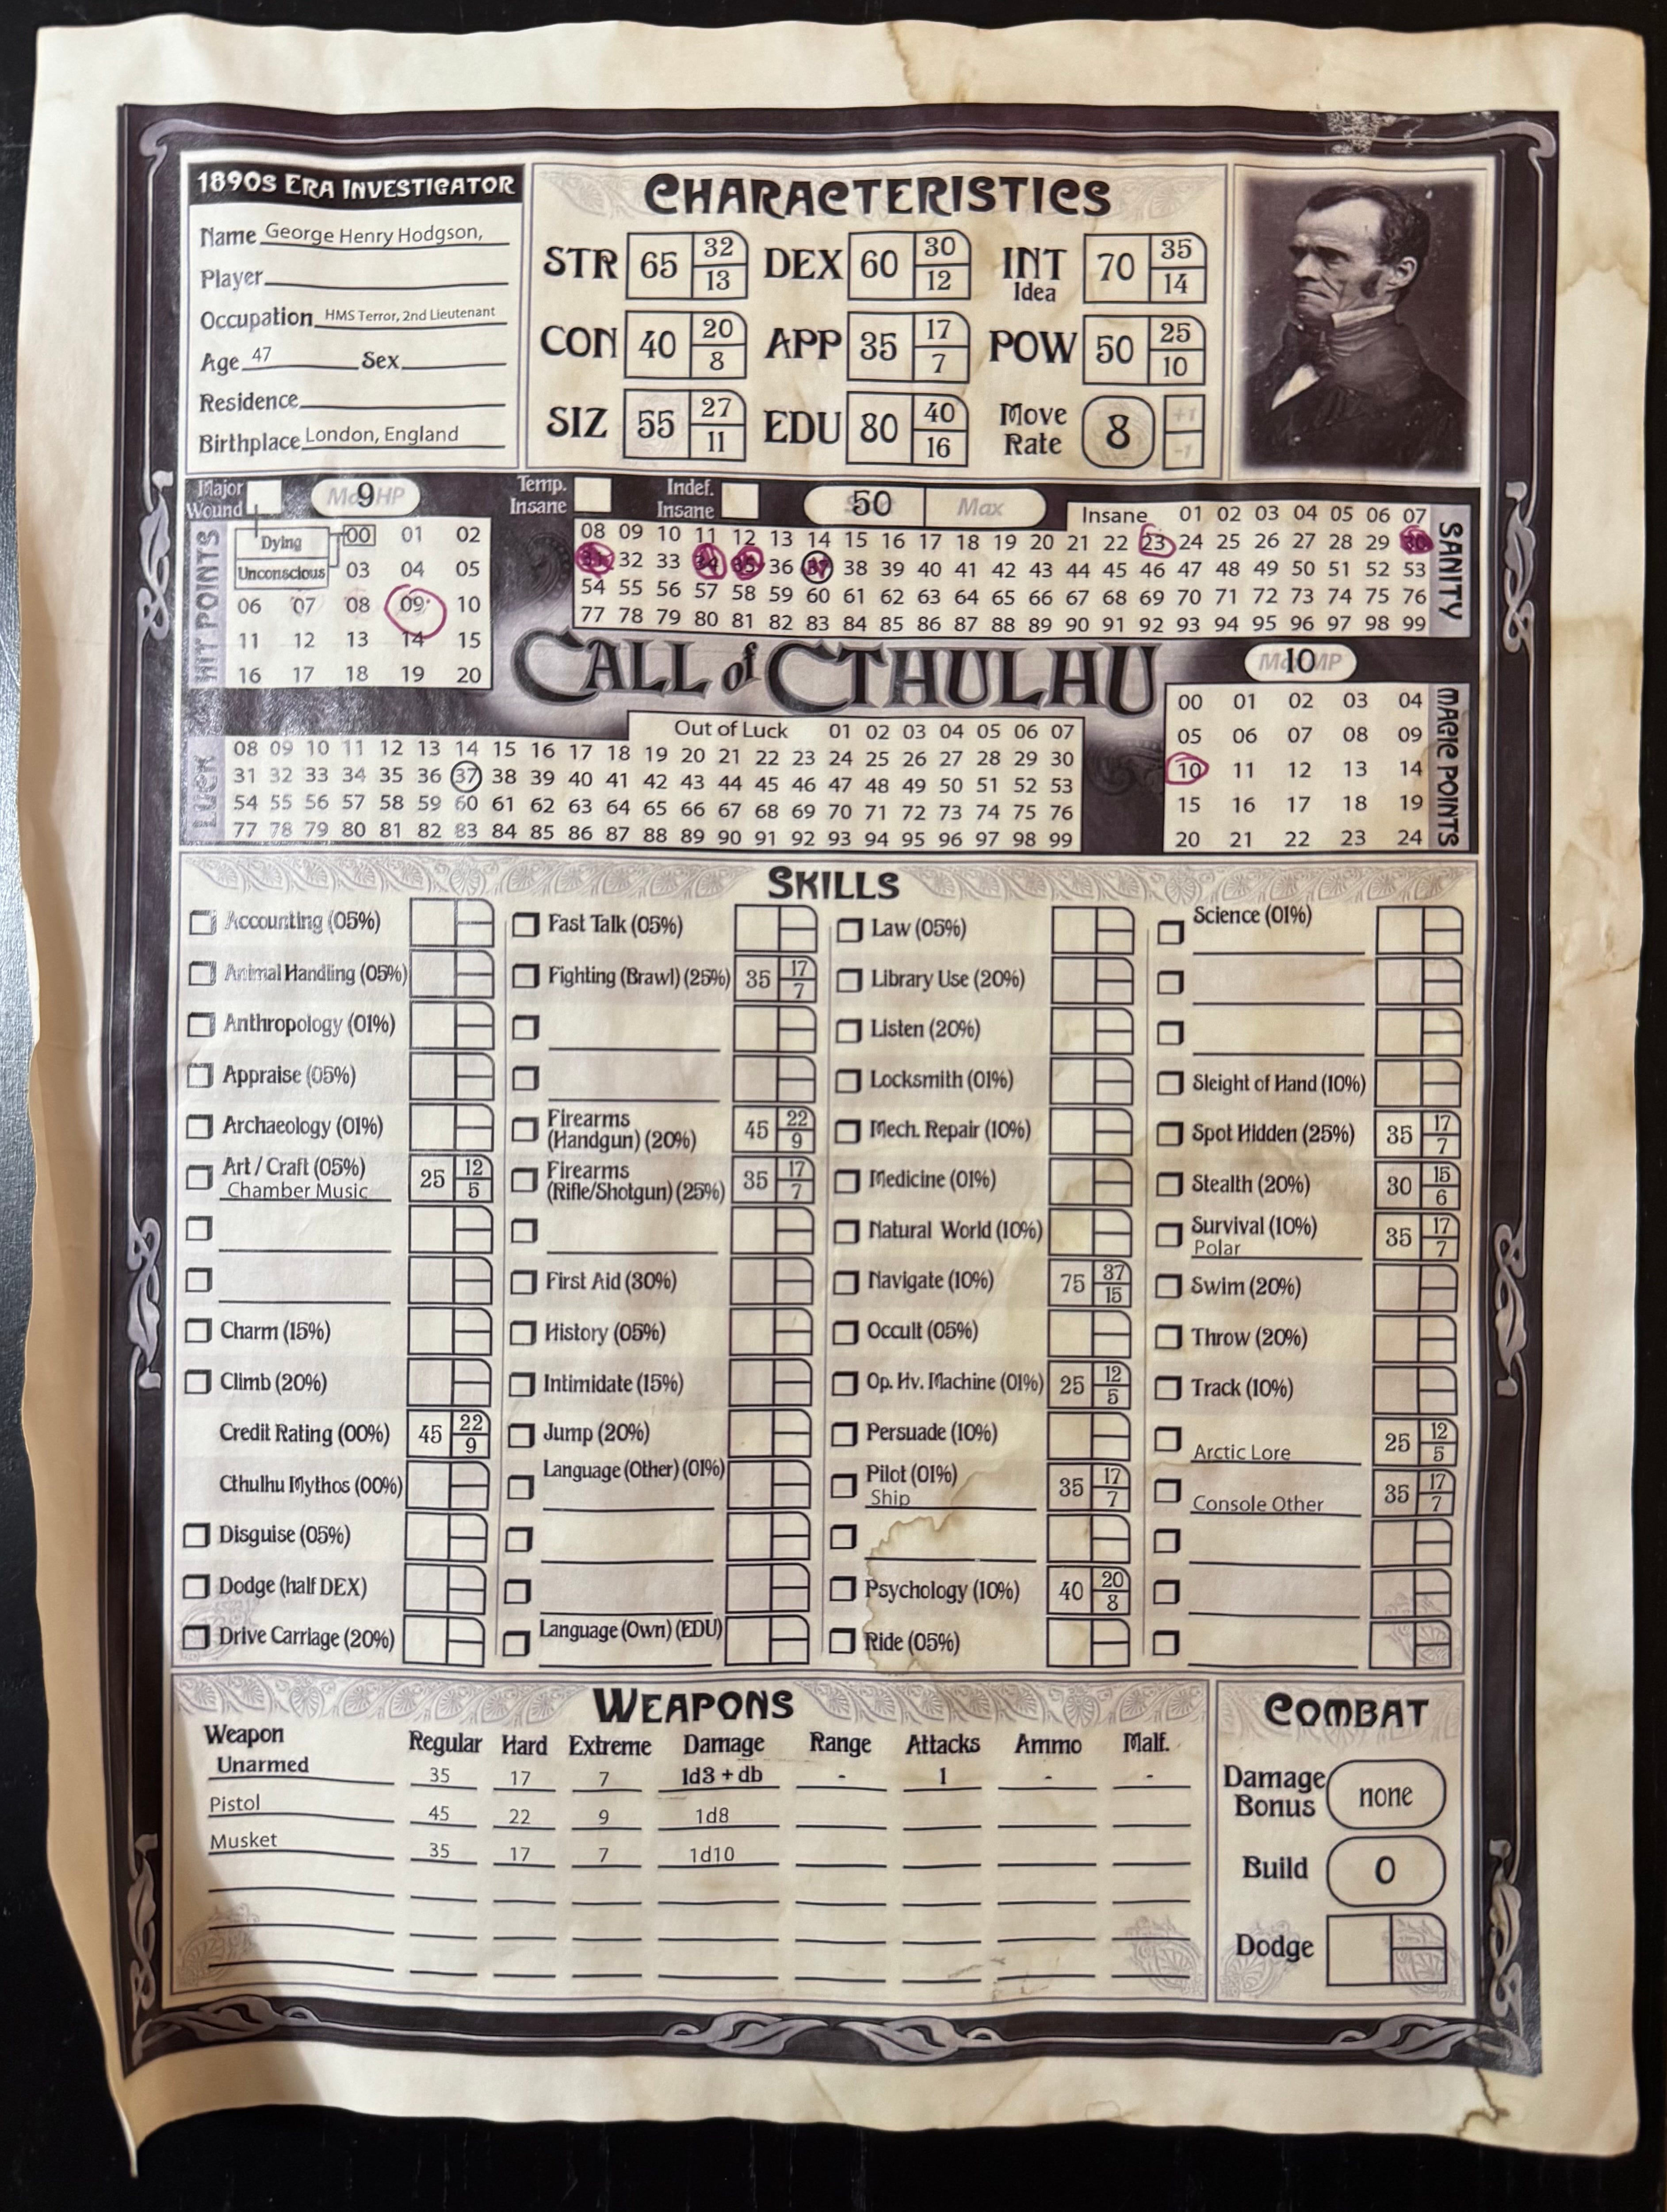 1890s Era Investigator
Name George Henry Hodgson,
Player
Occupation HMS Terror, 2nd Lieutenant
Age 47 Sex
Residence
Birthplace London, England
Characteristics
STR 65 32 13 DEX 60 30 12 INT Idea 70 35 14
CON 40 20 8 APP 35 17 7 POW 50 25 10
SIZ 55 27 11 EDU 80 40 16 Move Rate 8 +1 -1
Major Wound 9 HP
Hit Points
Dying 00 01 02
Unconscious 03 04 05
06 07 08 09 10
11 12 13 14 15
16 17 18 19 20
Temp. Insane Indef. Insane 50 Max
Sanity
Insane 01 02 03 04 05 06 07
08 09 10 11 12 13 14 15 16 17 18 19 20 21 22 23 24 25 26 27 28 29 30
31 32 33 34 35 36 37 38 39 40 41 42 43 44 45 46 47 48 49 50 51 52 53
54 55 56 57 58 59 60 61 62 63 64 65 66 67 68 69 70 71 72 73 74 75 76
77 78 79 80 81 82 83 84 85 86 87 88 89 90 91 92 93 94 95 96 97 98 99
Call of Cthulhu
Luck
Out of Luck 01 02 03 04 05 06 07
08 09 10 11 12 13 14 15 16 17 18 19 20 21 22 23 24 25 26 27 28 29 30
31 32 33 34 35 36 37 38 39 40 41 42 43 44 45 46 47 48 49 50 51 52 53
54 55 56 57 58 59 60 61 62 63 64 65 66 67 68 69 70 71 72 73 74 75 76
77 78 79 80 81 82 83 84 85 86 87 88 89 90 91 92 93 94 95 96 97 98 99
10 MP
Magic Points
00 01 02 03 04
05 06 07 08 09
10 11 12 13 14
15 16 17 18 19
20 21 22 23 24
Skills
Accounting (05%)
Animal Handling (05%)
Anthropology (01%)
Appraise (05%)
Archaeology (01%)
Art / Craft (05%) 25 12 5
Chamber Music
Charm (15%)
Climb (20%)
Credit Rating (00%) 45 22 9
Cthulhu Mythos (00%)
Disguise (05%)
Dodge (half DEX)
Drive Carriage (20%)
Fast Talk (05%)
Fighting (Brawl) (25%) 35 17 7
Firearms
(Handgun) (20%) 45 22 9
Firearms
(Rifle/Shotgun) (25%) 35 17 7
First Aid (30%)
History (05%)
Intimidate (15%)
Jump (20%)
Language (Other) (01%)
Language (Own) (EDU)
Law (05%)
Library Use (20%)
Listen (20%)
Locksmith (01%)
Mech. Repair (10%)
Medicine (01%)
Natural World (10%)
Navigate (10%) 75 37 15
Occult (05%)
Op. Hv. Machine (01%) 25 12 5
Persuade (10%)
Pilot (01%) 35 17 7
Ship
Psychology (10%) 40 20 8
Ride (05%)
Science (01%)
Sleight of Hand (10%)
Spot Hidden (25%) 35 17 7
Stealth (20%) 30 15 6
Survival (10%) 35 17 7
Polar
Swim (20%)
Throw (20%)
Track (10%)
Arctic Lore 25 12 5
Console Other 35 17 7
Weapons
Weapon Regular Hard Extreme Damage Range Attacks Ammo Malf.
Unarmed 35 17 7 1d3 + db - 1 - -
Pistol 45 22 9 1d8
Musket 35 17 7 1d10
Combat
Damage Bonus none
Build 0
Dodge